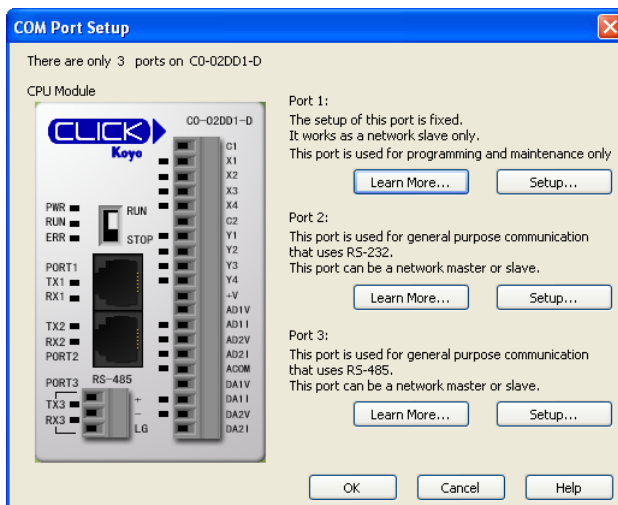 COM Port Setup
There are only 3 ports on C0-02DD1-D
CPU Module
CLICK
Koyo
C0-02DD1-D
C1
X1
X2
X3
X4
C2
Y1
Y2
Y3
Y4
+V
AD1V
AD1I
AD2V
AD2I
ACOM
DA1V
DA1I
DA2V
DA2I
PWR
RUN
ERR
RUN
STOP
PORT1
TX1
RX1
TX2
RX2
PORT2
PORT3
RS-485
TX3
RX3
+
−
LG
Port 1:
The setup of this port is fixed.
It works as a network slave only.
This port is used for programming and maintenance only
Learn More...
Setup...
Port 2:
This port is used for general purpose communication
that uses RS-232.
This port can be a network master or slave.
Learn More...
Setup...
Port 3:
This port is used for general purpose communication
that uses RS-485.
This port can be a network master or slave.
Learn More...
Setup...
OK
Cancel
Help